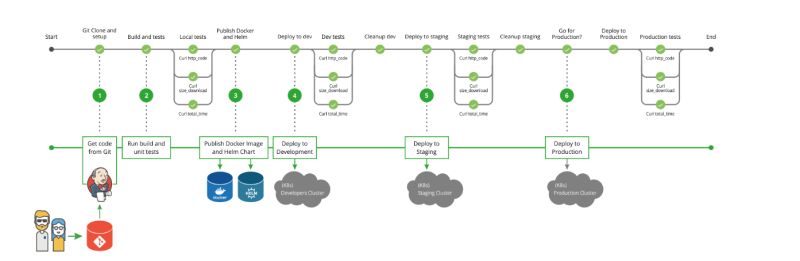 Start
Git Clone and
setup
Build and tests
Local tests
Publish Docker
and Helm
Deploy to dev
Dev tests
Cleanup dev
Deploy to staging
Staging tests
Cleanup staging
Go for
Production?
Deploy to
Production
Production tests
End
Curl http_code
Curl
size_download
Curl total_time
Curl http_code
Curl
size_download
Curl total_time
Curl http_code
Curl
size_download
Curl total_time
Curl http_code
Curl
size_download
Curl total_time
1
2
3
4
5
6
Get code
from Git
Run build and
unit tests
Publish Docker Image
and Helm Chart
Deploy to
Development
Deploy to
Staging
Deploy to
Production
docker
HELM
(K8s)
Developers Cluster
(K8s)
Staging Cluster
(K8s)
Production Cluster